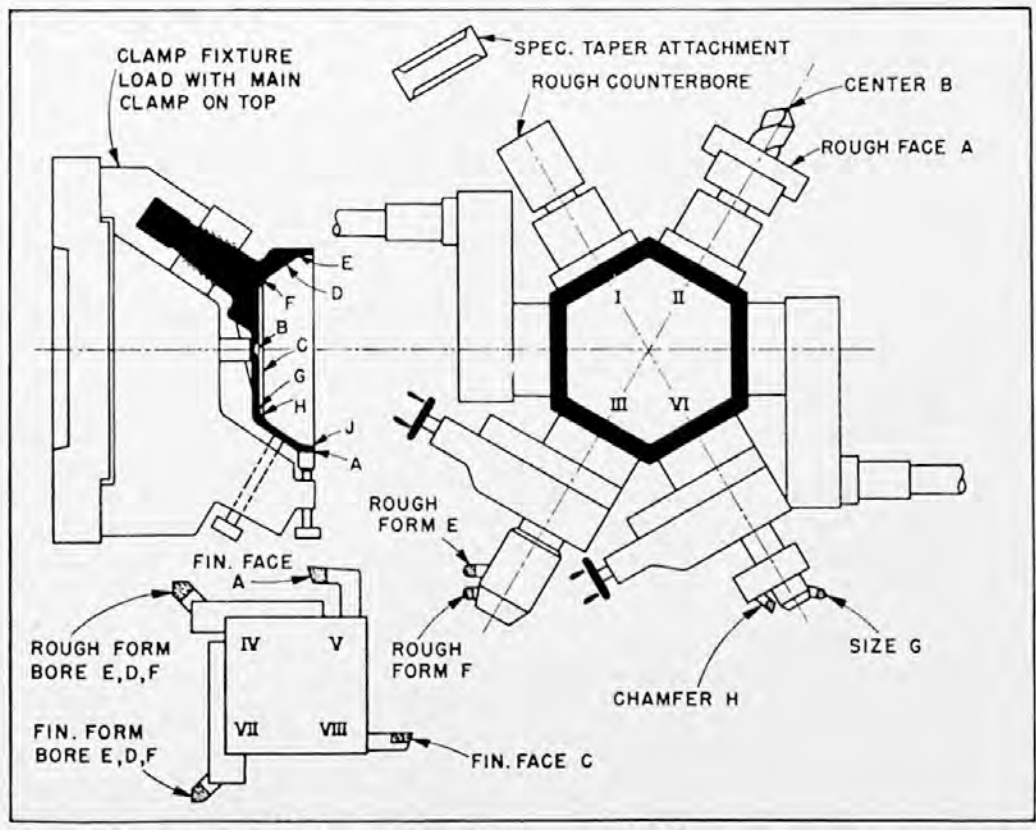 CLAMP FIXTURE
LOAD WITH MAIN
CLAMP ON TOP
SPEC. TAPER ATTACHMENT
ROUGH COUNTERBORE
CENTER B
ROUGH FACE A
E
D
F
B
C
G
H
J
A
I
II
III
VI
ROUGH
FORM E
ROUGH
FORM F
SIZE G
CHAMFER H
FIN. FACE
A
ROUGH FORM
BORE E,D,F
IV
V
VII
VIII
FIN. FORM
BORE E,D,F
FIN. FACE C